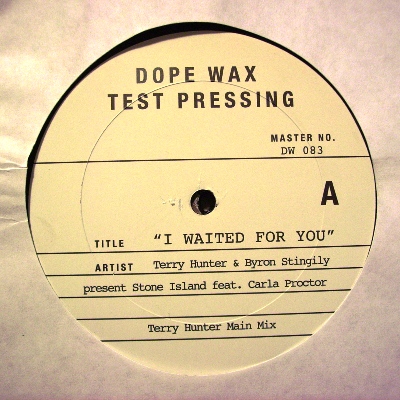 DOPE WAX
TEST PRESSING
MASTER NO.
DW 083
A
TITLE "I WAITED FOR YOU"
ARTIST Terry Hunter & Byron Stingily
present Stone Island feat. Carla Proctor
Terry Hunter Main Mix